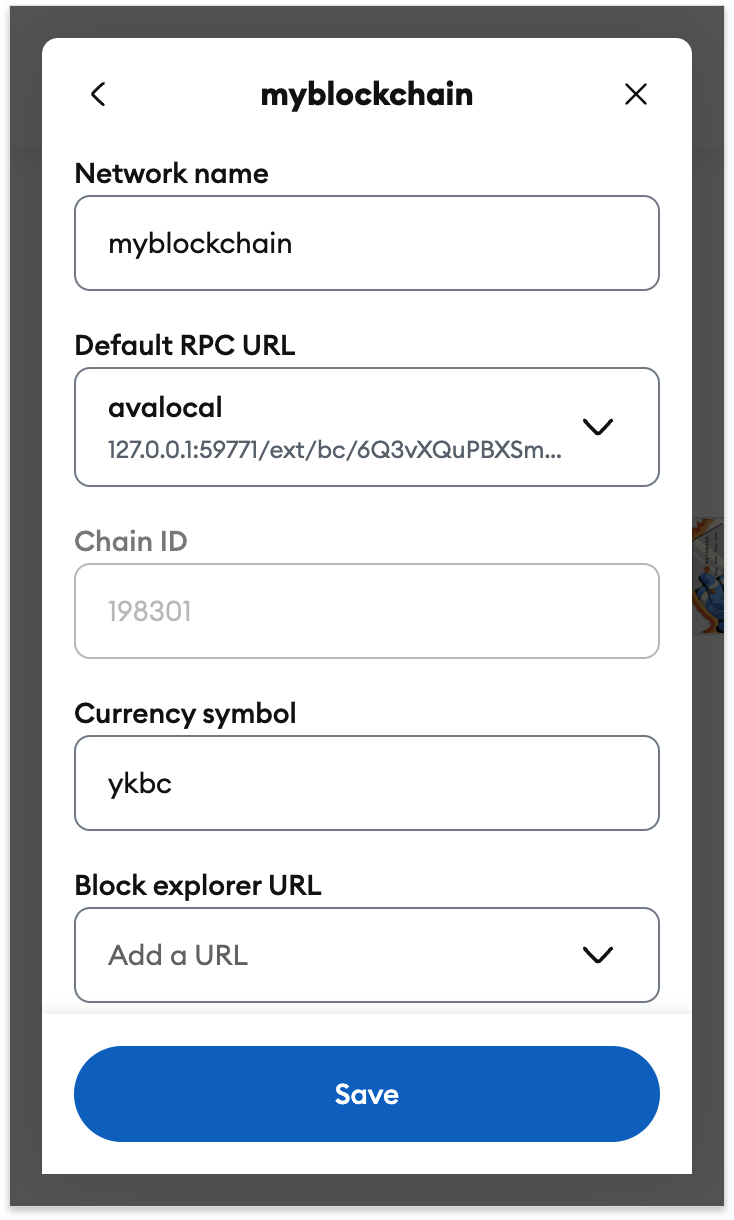 myblockchain
Network name
myblockchain
Default RPC URL
avalocal
127.0.0.1:59771/ext/bc/6Q3vXQuPBXSm...
Chain ID
198301
Currency symbol
ykbc
Block explorer URL
Add a URL
Save